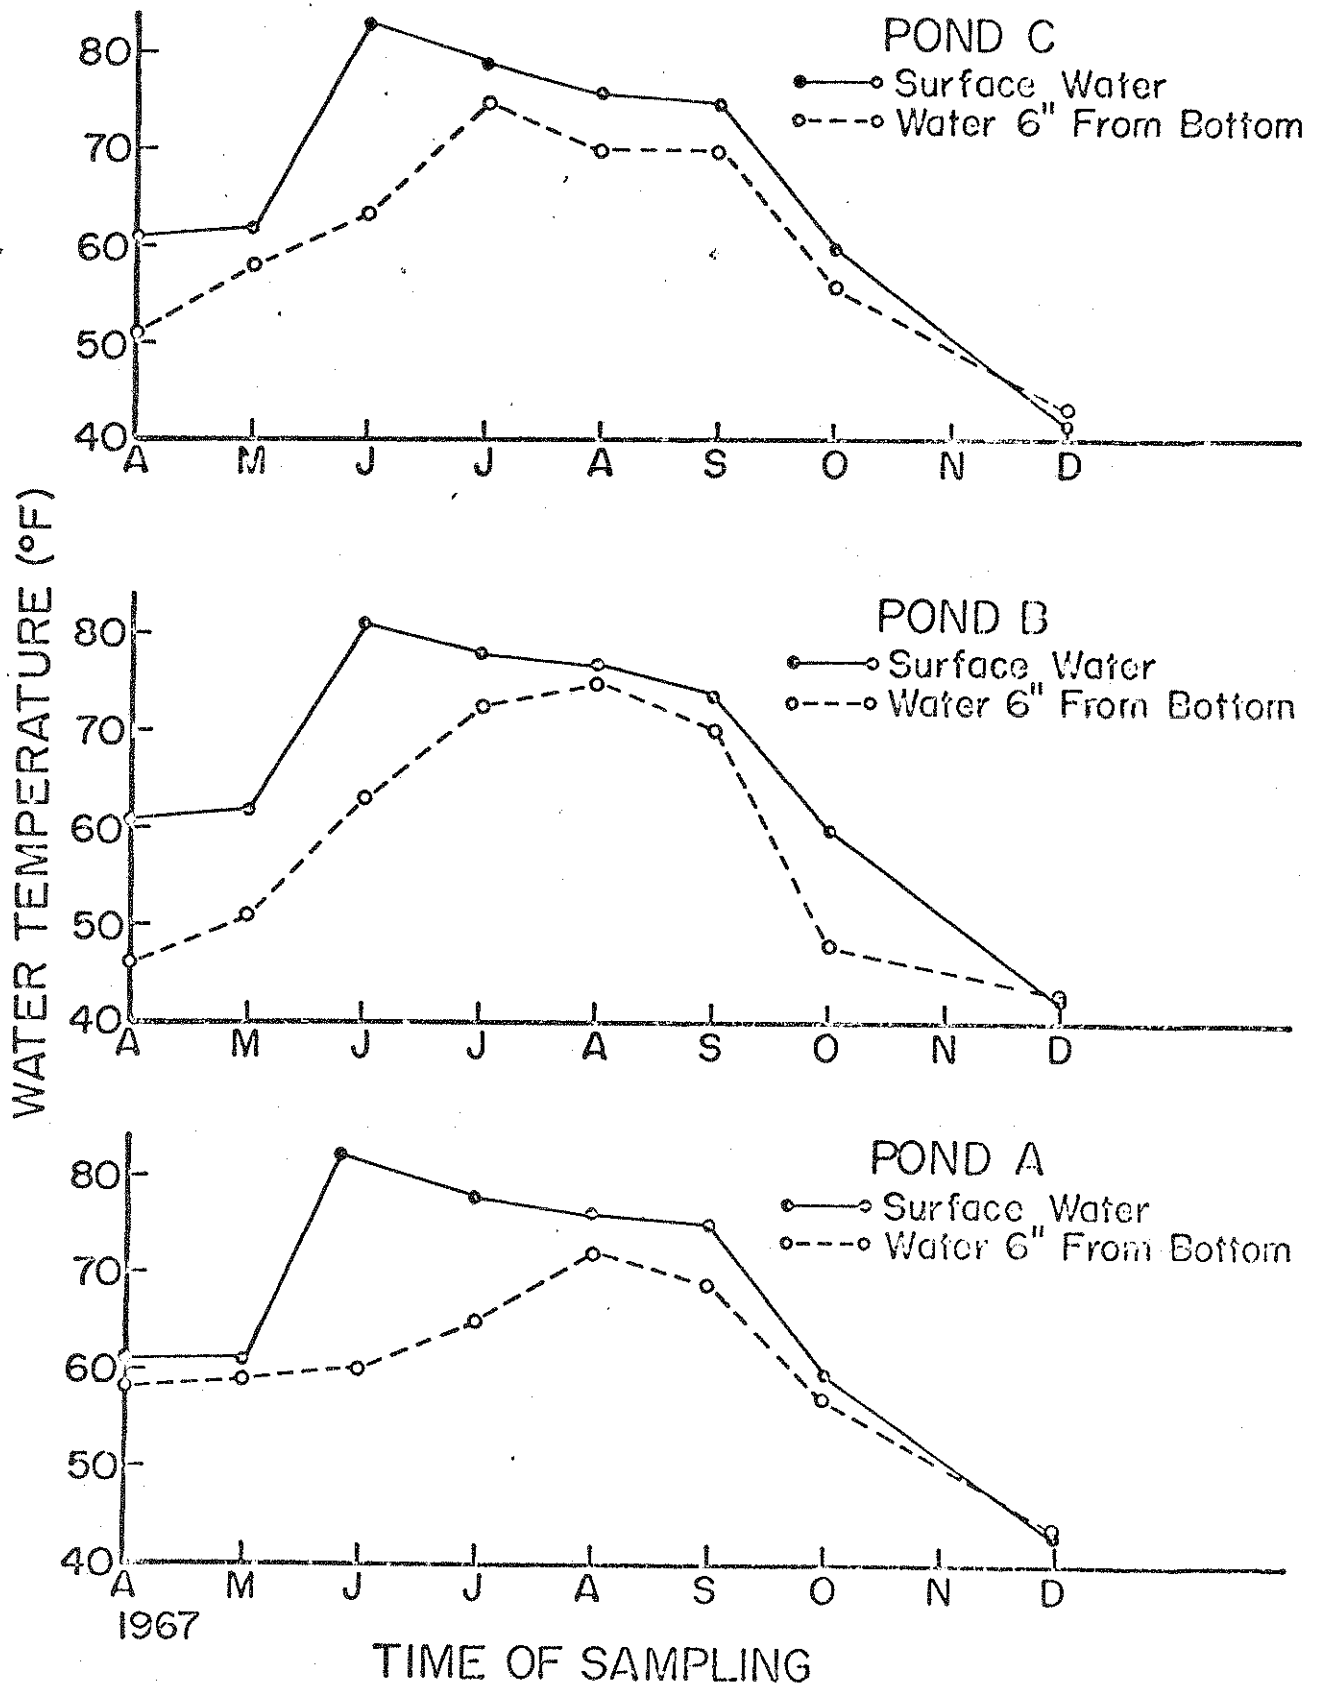 POND C
Surface Water
Water 6" From Bottom
80
70
60
50
40
A M J J A S O N D
WATER TEMPERATURE (°F)
POND B
Surface Water
Water 6" From Bottom
80
70
60
50
40
A M J J A S O N D
POND A
Surface Water
Water 6" From Bottom
80
70
60
50
40
A M J J A S O N D
1967
TIME OF SAMPLING